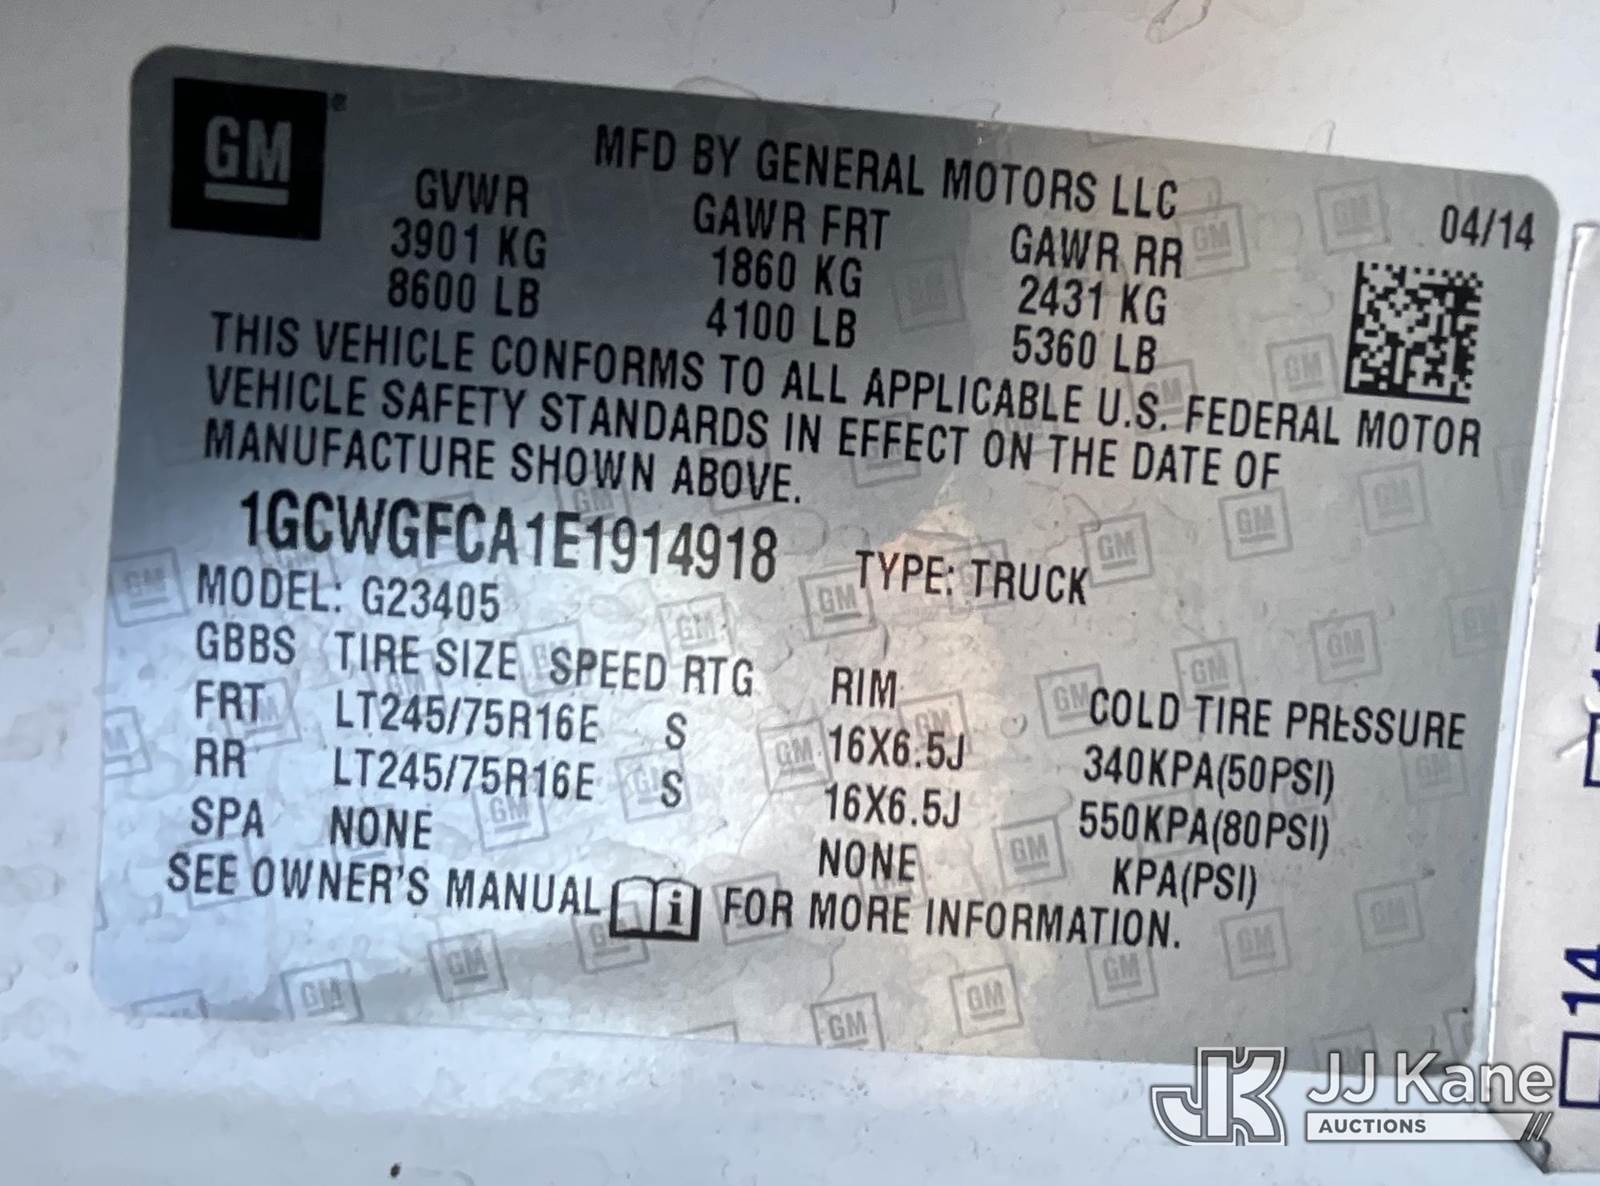 GM
MFD BY GENERAL MOTORS LLC
04/14
GVWR GAWR FRT GAWR RR
3901 KG 1860 KG 2431 KG
8600 LB 4100 LB 5360 LB
THIS VEHICLE CONFORMS TO ALL APPLICABLE U.S. FEDERAL MOTOR
VEHICLE SAFETY STANDARDS IN EFFECT ON THE DATE OF
MANUFACTURE SHOWN ABOVE.
1GCWGFCA1E1914918 TYPE: TRUCK
MODEL: G23405
GBBS TIRE SIZE SPEED RTG RIM COLD TIRE PRESSURE
FRT LT245/75R16E S 16X6.5J 340KPA(50PSI)
RR LT245/75R16E S 16X6.5J 550KPA(80PSI)
SPA NONE NONE KPA(PSI)
SEE OWNER'S MANUAL i FOR MORE INFORMATION.
14
JK JJ Kane
AUCTIONS